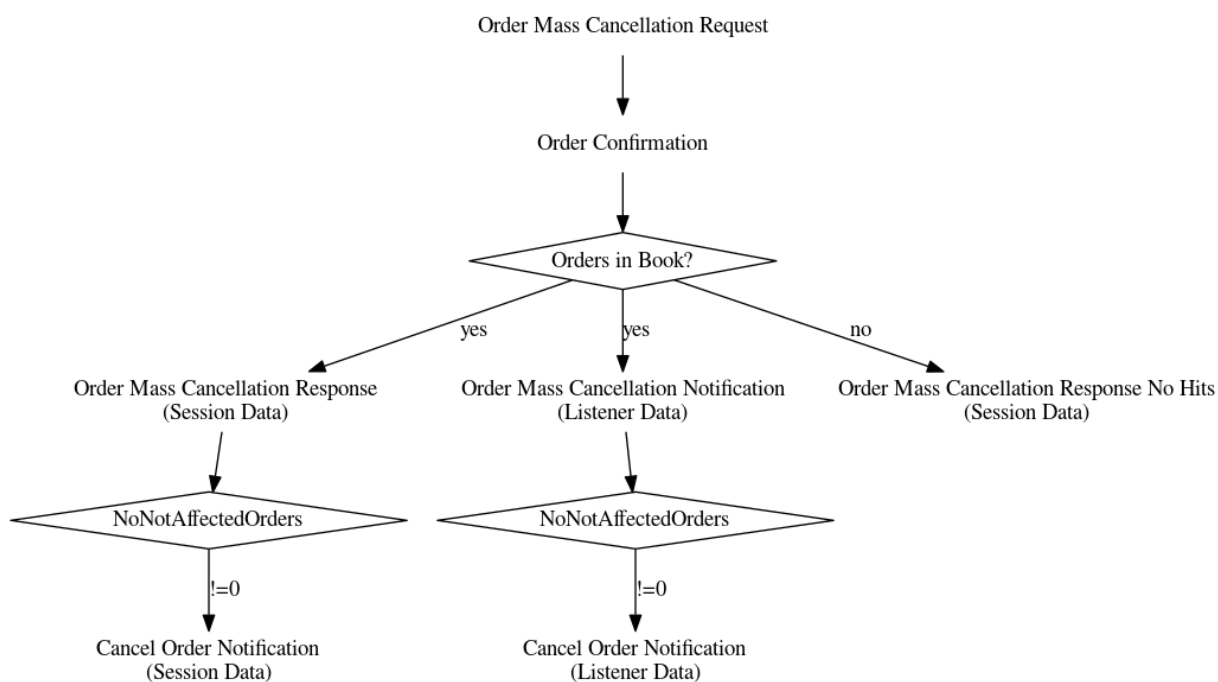 Order Mass Cancellation Request
Order Confirmation
Orders in Book?
yes
yes
no
Order Mass Cancellation Response
(Session Data)
Order Mass Cancellation Notification
(Listener Data)
Order Mass Cancellation Response No Hits
(Session Data)
NoNotAffectedOrders
NoNotAffectedOrders
!=0
!=0
Cancel Order Notification
(Session Data)
Cancel Order Notification
(Listener Data)